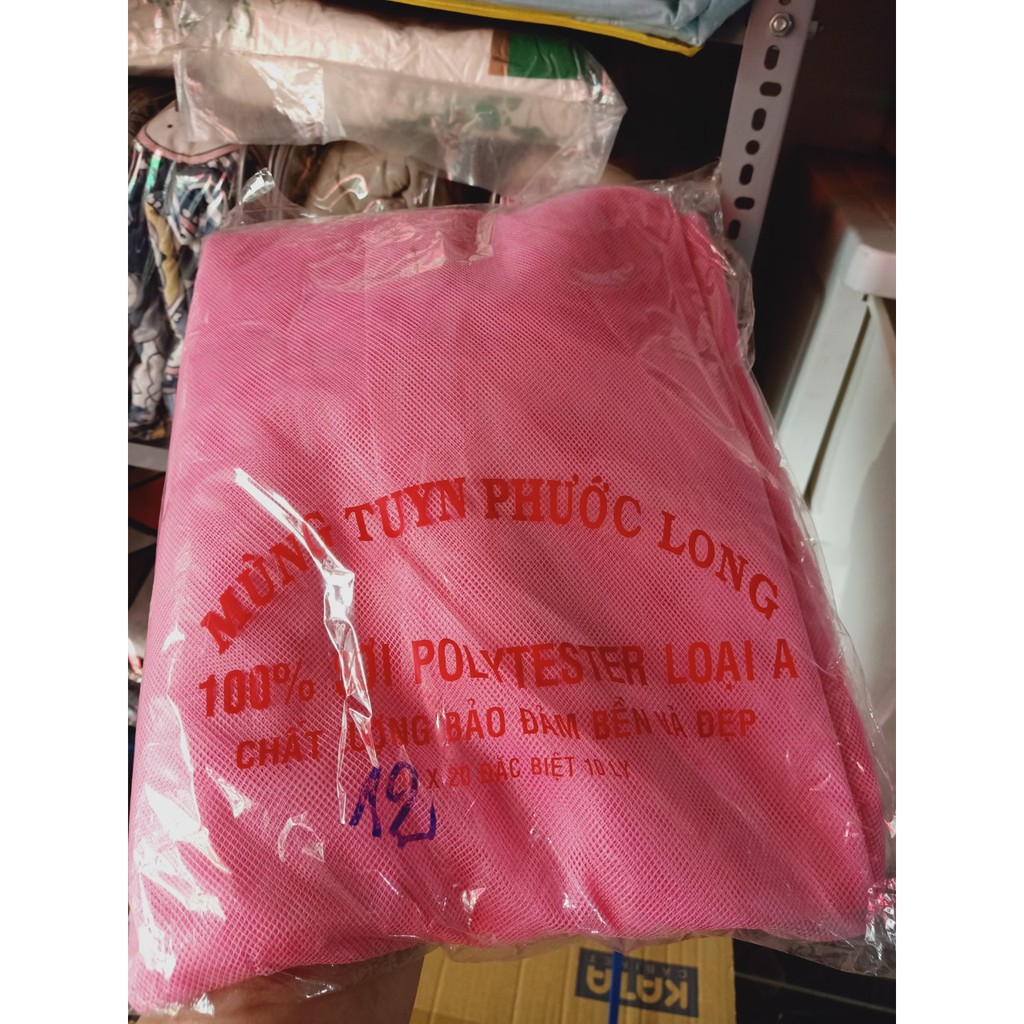 MÙNG TUYN PHƯỚC LONG
100% SỢI POLYTESTER LOẠI A
CHẤT LƯỢNG BẢO ĐẢM BỀN VÀ ĐẸP
12 X 20 ĐẶC BIỆT 10 LY
KATA
CABINET